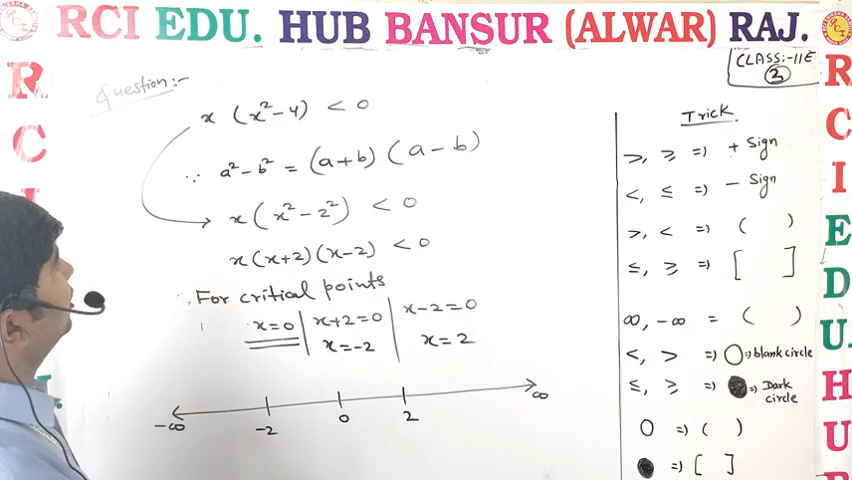 RCI EDU. HUB BANSUR (ALWAR) RAJ.
CLASS:-11E
3
Question:-
x (x²-4) < 0
∵ a²-b² = (a+b) (a-b)
x(x²-2²) < 0
x(x+2)(x-2) < 0
For critical points
x=0 | x+2=0 | x-2=0
x=-2 | x=2
-∞ -2 0 2 ∞
Trick
>, ≥ => + Sign
<, ≤ => - Sign
>, < => ( )
≤, ≥ => [ ]
∞, -∞ = ( )
<, > => ○ => blank circle
≤, ≥ => ● => Dark circle
○ => ( )
● => [ ]
R
C
I
R
C
I
E
D
U.
H
U